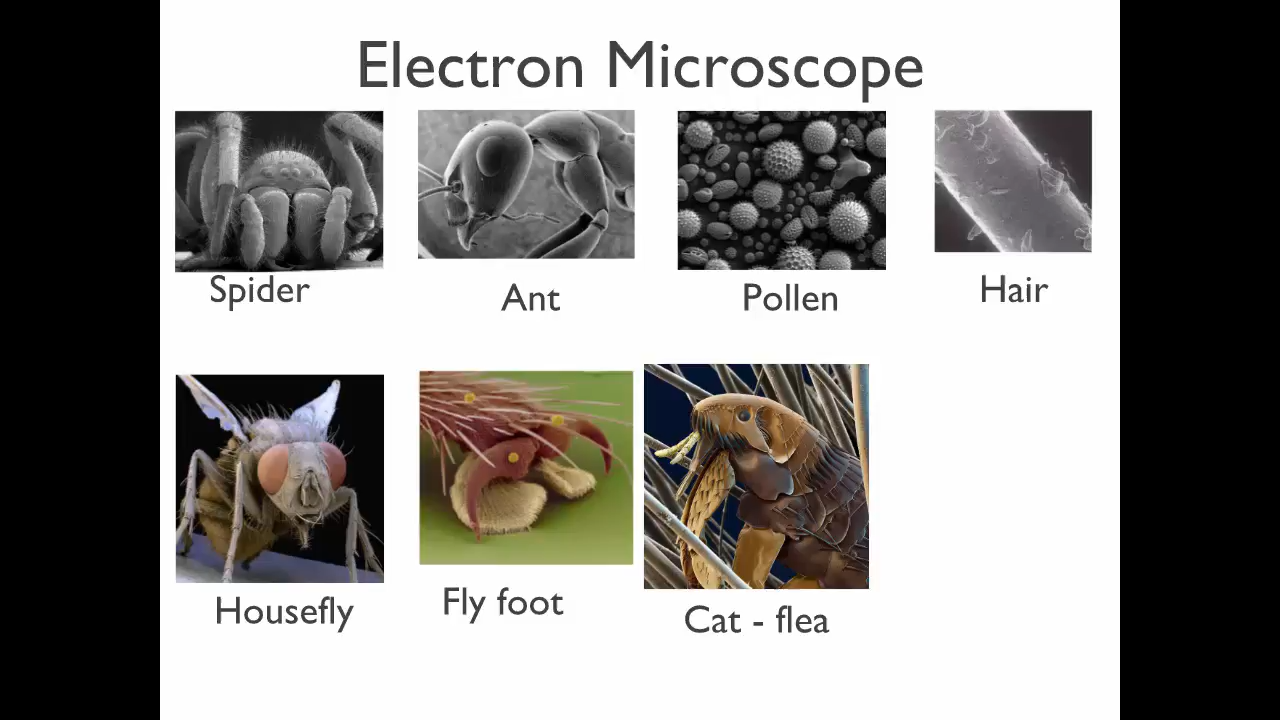 Electron Microscope
Spider
Ant
Pollen
Hair
Housefly
Fly foot
Cat - flea